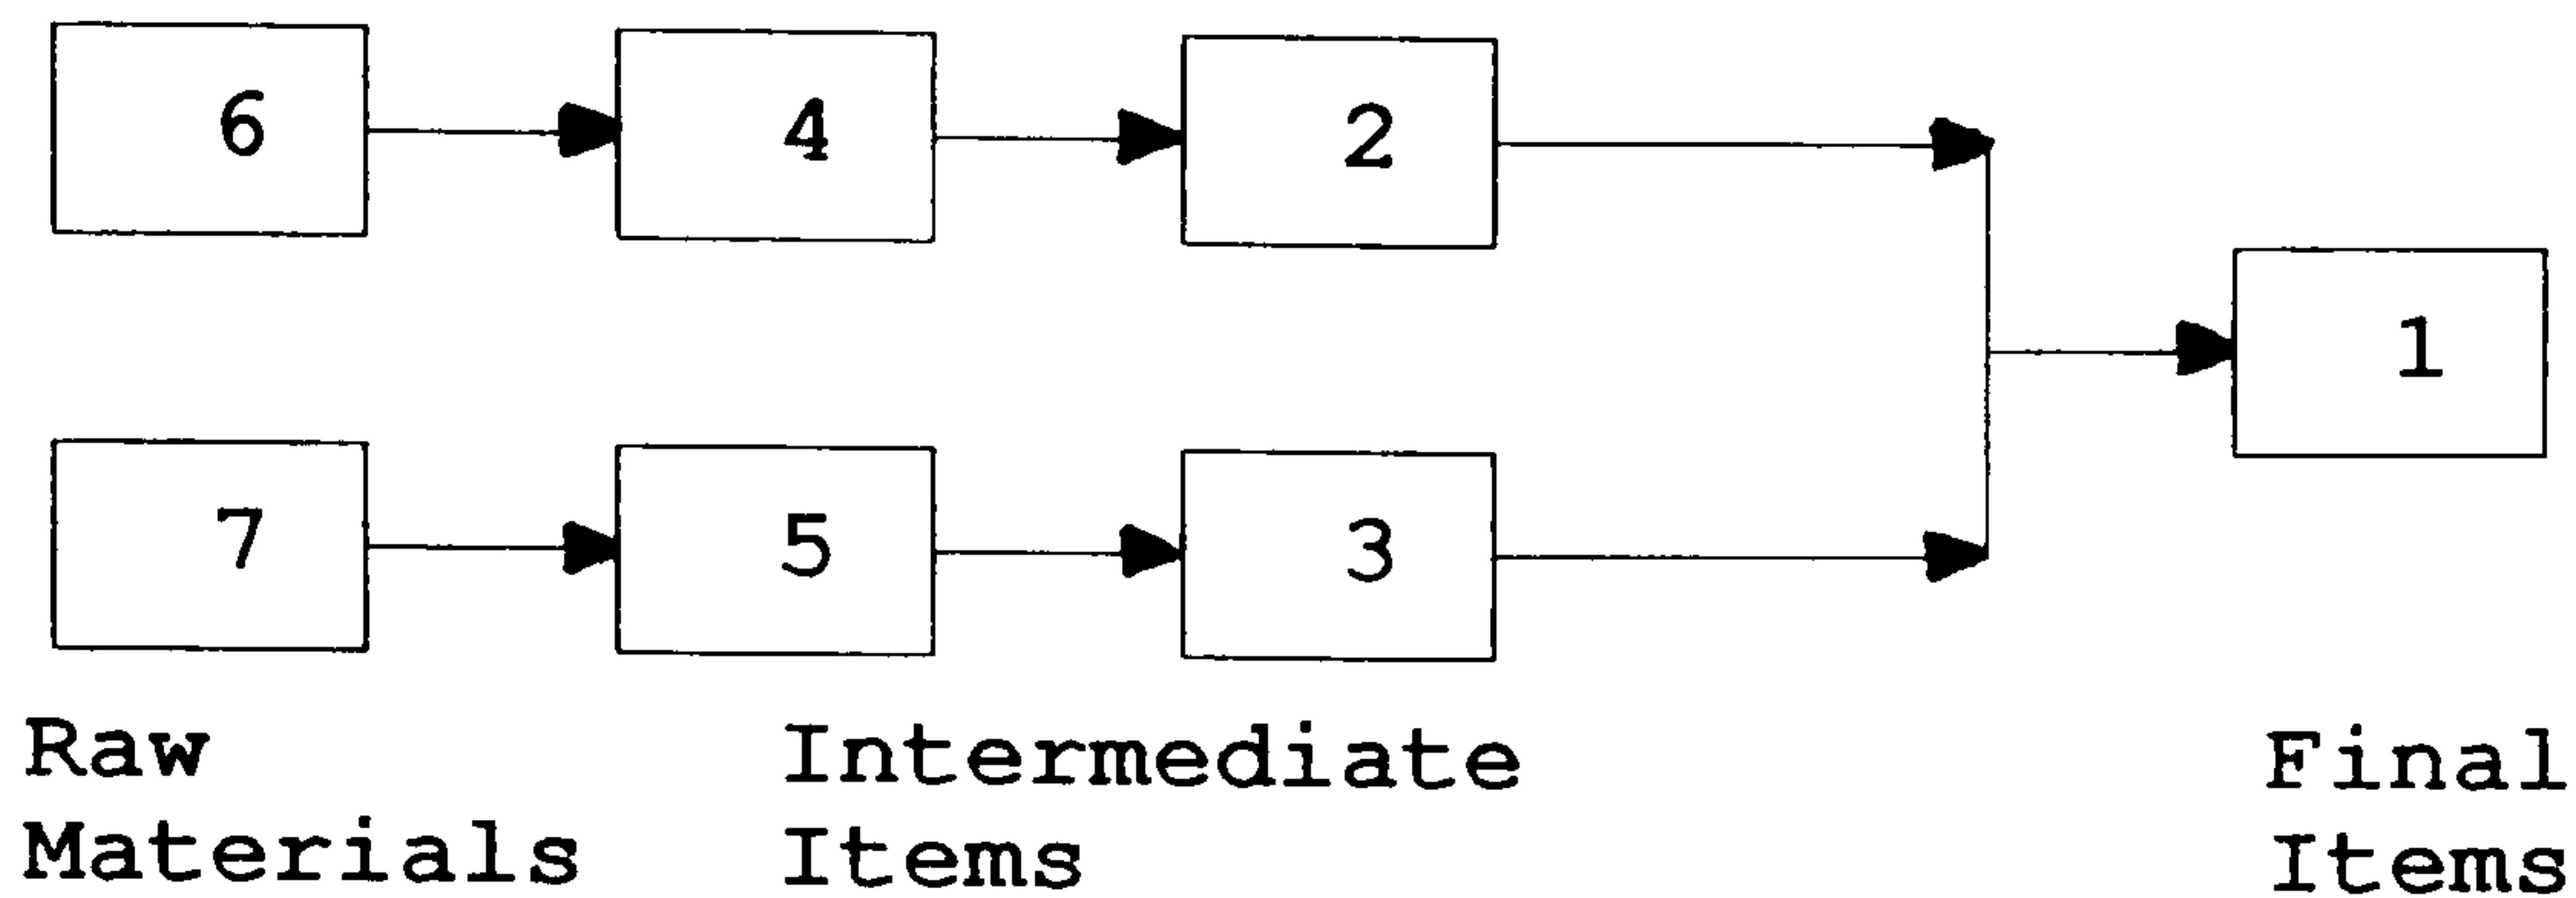 6 4 2
1
7 5 3
Raw Intermediate Final
Materials Items Items